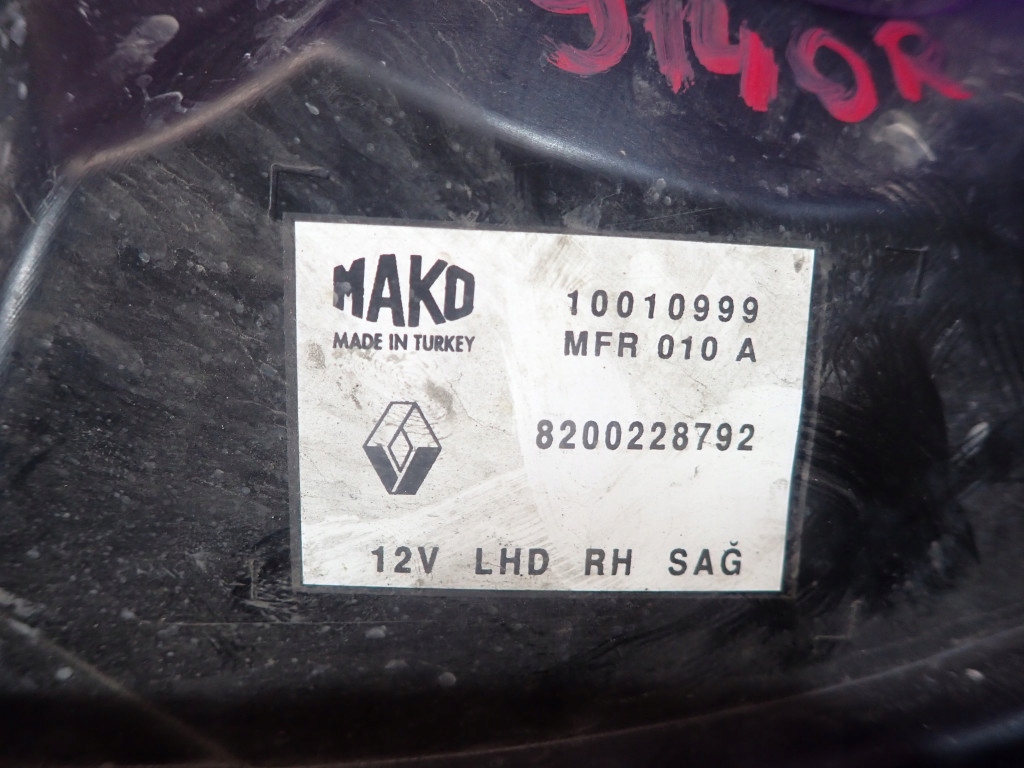 9140R
MAKO
MADE IN TURKEY
10010999
MFR 010 A
8200228792
12V LHD RH SAĞ